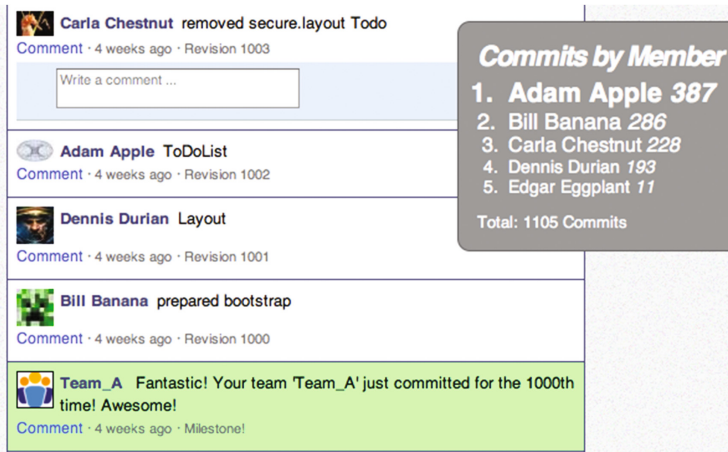 Carla Chestnut removed secure.layout Todo
Comment · 4 weeks ago · Revision 1003
Write a comment ...
Adam Apple ToDoList
Comment · 4 weeks ago · Revision 1002
Dennis Durian Layout
Comment · 4 weeks ago · Revision 1001
Bill Banana prepared bootstrap
Comment · 4 weeks ago · Revision 1000
Team_A Fantastic! Your team 'Team_A' just committed for the 1000th
time! Awesome!
Comment · 4 weeks ago · Milestone!
Commits by Member
1. Adam Apple 387
2. Bill Banana 286
3. Carla Chestnut 228
4. Dennis Durian 193
5. Edgar Eggplant 11
Total: 1105 Commits